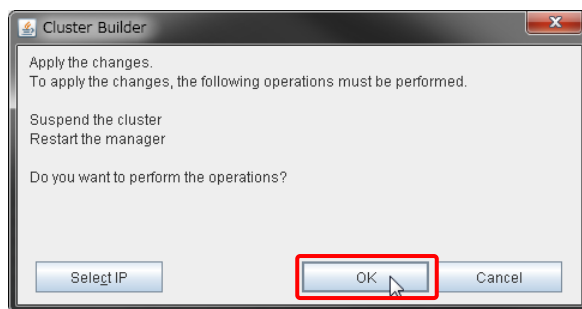 Cluster Builder
Apply the changes.
To apply the changes, the following operations must be performed.
Suspend the cluster
Restart the manager
Do you want to perform the operations?
Select IP
OK
Cancel